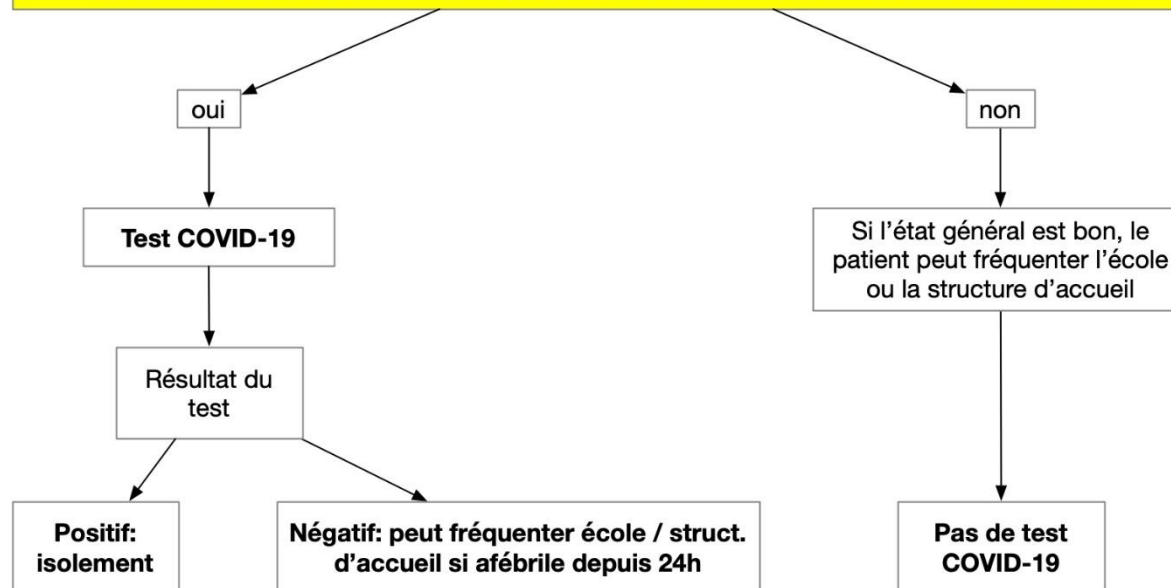 oui
non
Test COVID-19
Si l’état général est bon, le
patient peut fréquenter l’école
ou la structure d’accueil
Résultat du
test
Positif:
isolement
Négatif: peut fréquenter école / struct.
d’accueil si afébrile depuis 24h
Pas de test
COVID-19